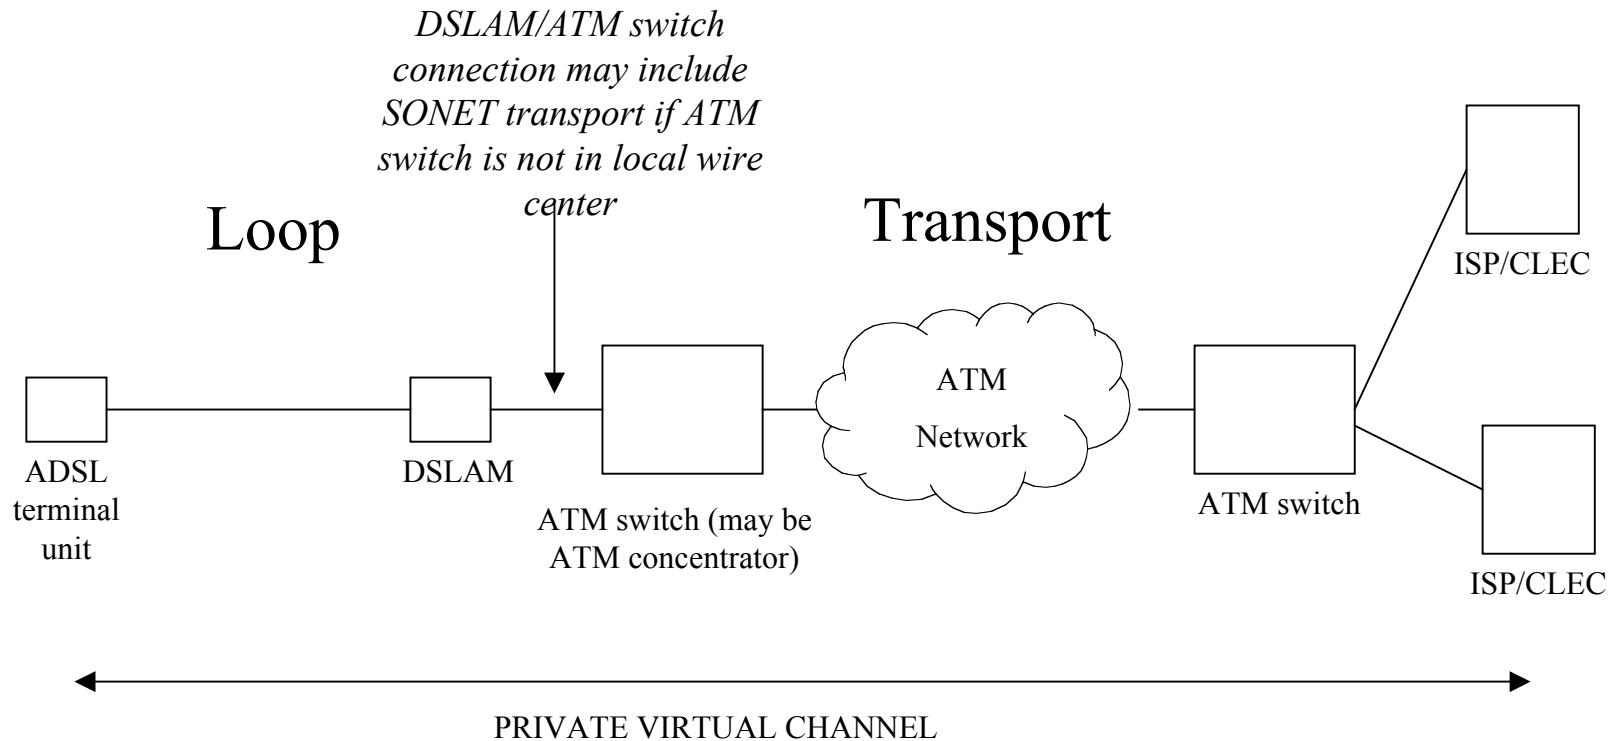 DSLAM/ATM switch
connection may include
SONET transport if ATM
switch is not in local wire
center
Loop
Transport
ISP/CLEC
ATM
Network
ADSL
terminal
unit
DSLAM
ATM switch (may be
ATM concentrator)
ATM switch
ISP/CLEC
PRIVATE VIRTUAL CHANNEL